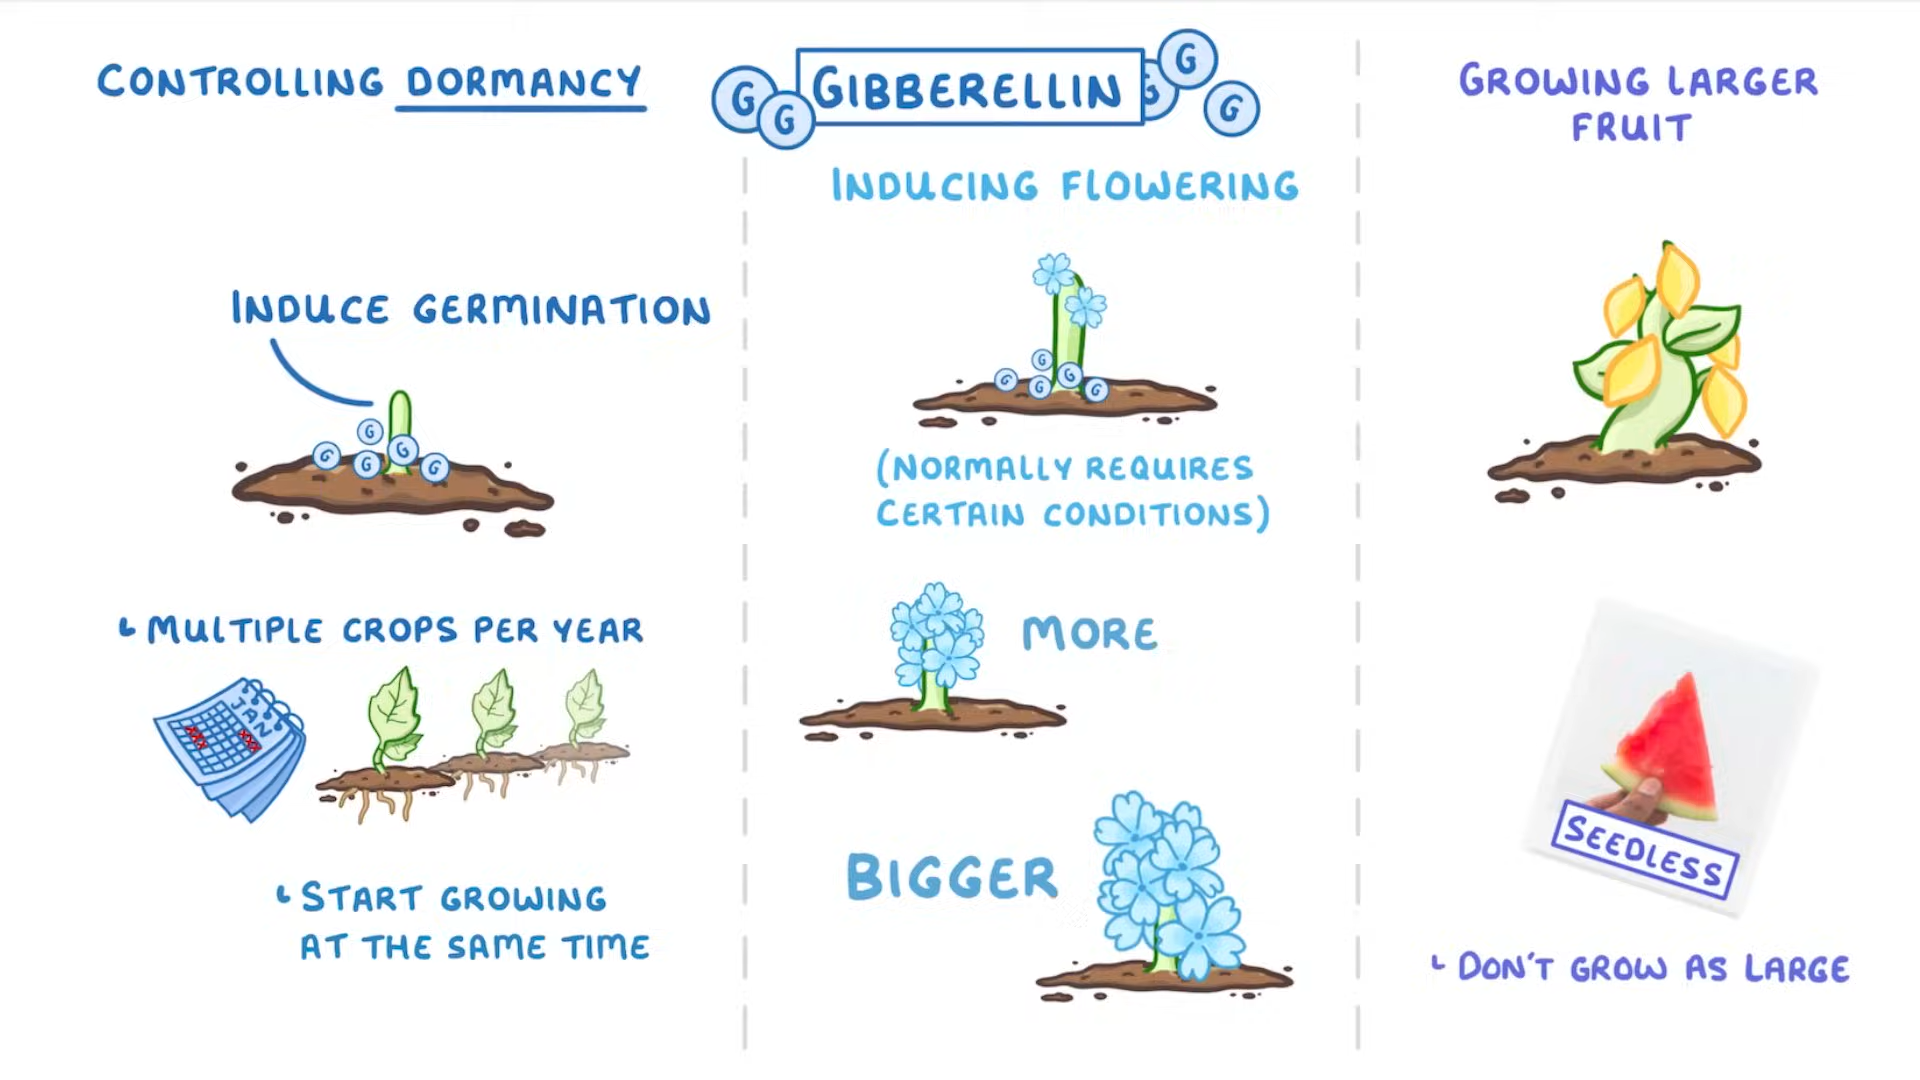 CONTROLLING DORMANCY
INDUCE GERMINATION
G
G
G
G
G
MULTIPLE CROPS PER YEAR
JAN
START GROWING
AT THE SAME TIME
G
G
GIBBERELLIN
G
G
G
INDUCING FLOWERING
G
G
G
G
G
(NORMALLY REQUIRES
CERTAIN CONDITIONS)
MORE
BIGGER
GROWING LARGER
FRUIT
SEEDLESS
DON'T GROW AS LARGE